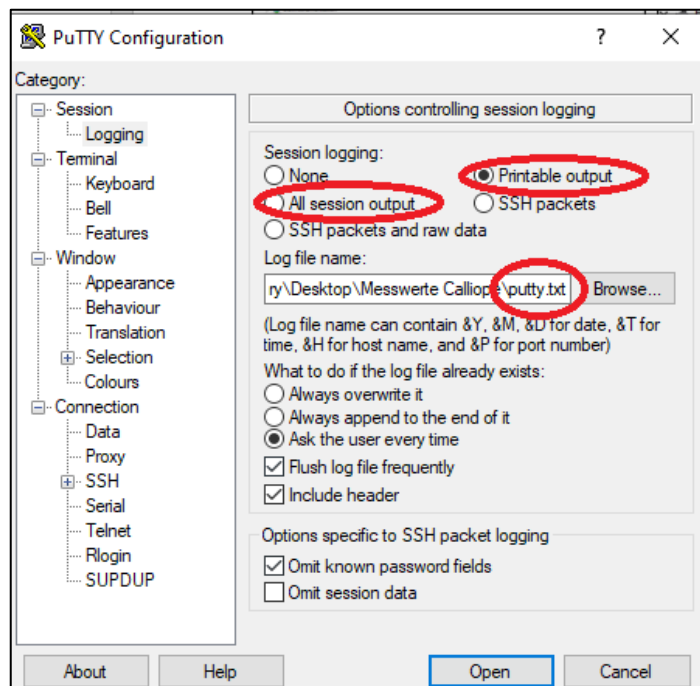 PuTTY Configuration
?
Category:
Session
Logging
Terminal
Keyboard
Bell
Features
Window
Appearance
Behaviour
Translation
Selection
Colours
Connection
Data
Proxy
SSH
Serial
Telnet
Rlogin
SUPDUP
Options controlling session logging
Session logging:
None
Printable output
All session output
SSH packets
SSH packets and raw data
Log file name:
ry\Desktop\Messwerte Calliope\putty.txt
Browse...
(Log file name can contain &Y, &M, &D for date, &T for
time, &H for host name, and &P for port number)
What to do if the log file already exists:
Always overwrite it
Always append to the end of it
Ask the user every time
Flush log file frequently
Include header
Options specific to SSH packet logging
Omit known password fields
Omit session data
About
Help
Open
Cancel